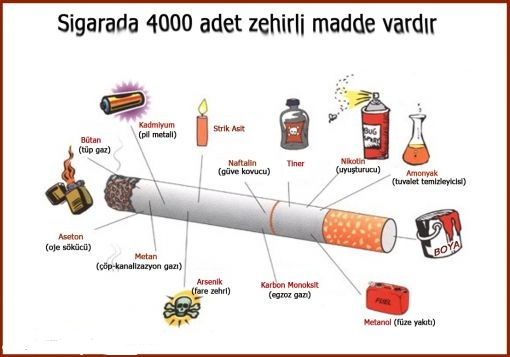 Sigarada 4000 adet zehirli madde vardır
Kadmiyum
(pil metali)
Strik Asit
Bütan
(tüp gaz)
Naftalin
(güve kovucu)
Tiner
Nikotin
(uyuşturucu)
BUG
Amonyak
(tuvalet temizleyicisi)
Aseton
(oje sökücü)
Metan
(çöp-kanalizasyon gazı)
Arsenik
(fare zehri)
Karbon Monoksit
(egzoz gazı)
BOYA
FUEL
Metanol (füze yakıtı)